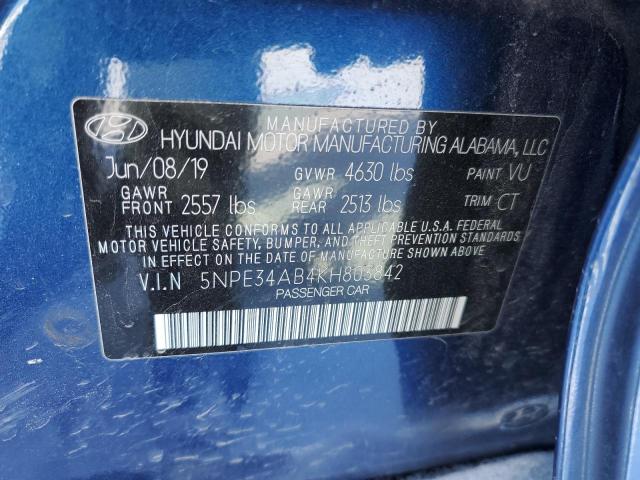 MANUFACTURED BY
HYUNDAI MOTOR MANUFACTURING ALABAMA, LLC
Jun/08/19 GVWR 4630 lbs PAINT VU
GAWR FRONT 2557 lbs GAWR REAR 2513 lbs TRIM CT
THIS VEHICLE CONFORMS TO ALL APPLICABLE U.S.A. FEDERAL
MOTOR VEHICLE SAFETY, BUMPER, AND THEFT PREVENTION STANDARDS
IN EFFECT ON THE DATE OF MANUFACTURE SHOWN ABOVE
V.I.N 5NPE34AB4KH803842
PASSENGER CAR